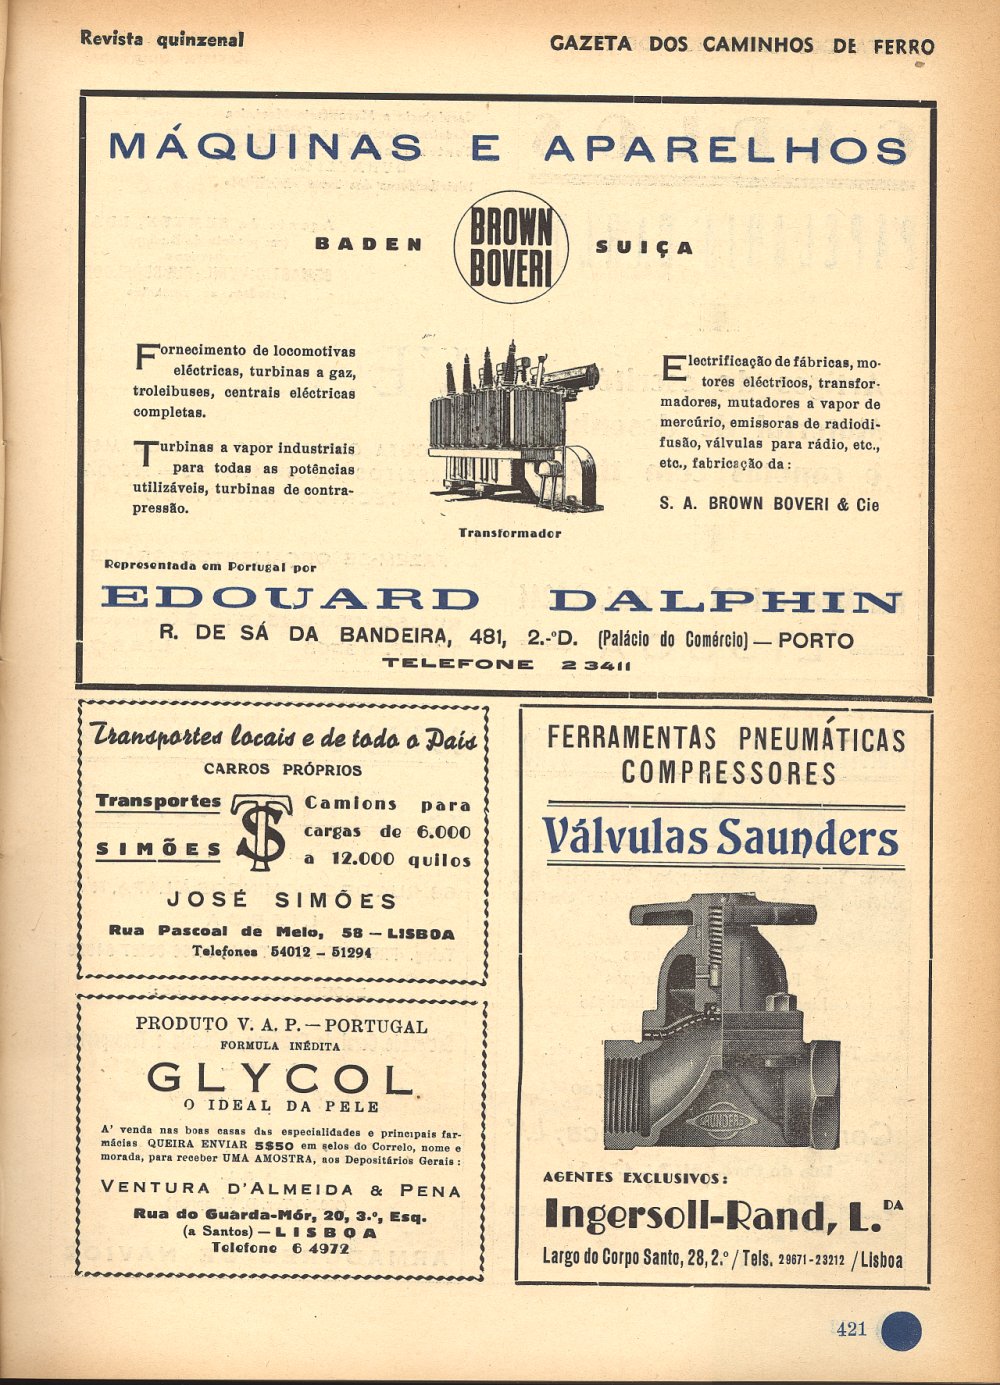 Revista quinzenal
GAZETA DOS CAMINHOS DE FERRO
MÁQUINAS E APARELHOS
BADEN
BROWN
BOVERI
SUIÇA
Fornecimento de locomotivas
eléctricas, turbinas a gaz,
troleibuses, centrais eléctricas
completas.
Turbinas a vapor industriais
para todas as potências
utilizáveis, turbinas de contra-
pressão.
Transformador
Electrificação de fábricas, mo-
tores eléctricos, transfor-
madores, mutadores a vapor de
mercúrio, emissoras de radiodi-
fusão, válvulas para rádio, etc.,
etc., fabricação da:
S. A. BROWN BOVERI & Cie
Representada em Portugal por
EDOUARD DALPHIN
R. DE SÁ DA BANDEIRA, 481, 2.-ºD. (Palácio do Comércio) — PORTO
TELEFONE 23411
Transportes locais e de todo o País
CARROS PRÓPRIOS
Transportes
SIMÕES
TS
Camions para
cargas de 6.000
a 12.000 quilos
JOSÉ SIMÕES
Rua Pascoal de Melo, 58 — LISBOA
Telefones 54012 — 51294
PRODUTO V. A. P. — PORTUGAL
FORMULA INÉDITA
GLYCOL
O IDEAL DA PELE
A' venda nas boas casas das especialidades e principais far-
mácias QUEIRA ENVIAR 5$50 em selos do Correio, nome e
morada, para receber UMA AMOSTRA, aos Depositários Gerais:
VENTURA D'ALMEIDA & PENA
Rua do Guarda-Mór, 20, 3.º, Esq.
(a Santos) — LISBOA
Telefone 6 4972
FERRAMENTAS PNEUMÁTICAS
COMPRESSORES
Válvulas Saunders
SAUNDERS
AGENTES EXCLUSIVOS:
Ingersoll-Rand, L.DA
Largo do Corpo Santo, 28, 2.º / Tels. 29671-23212 / Lisboa
421